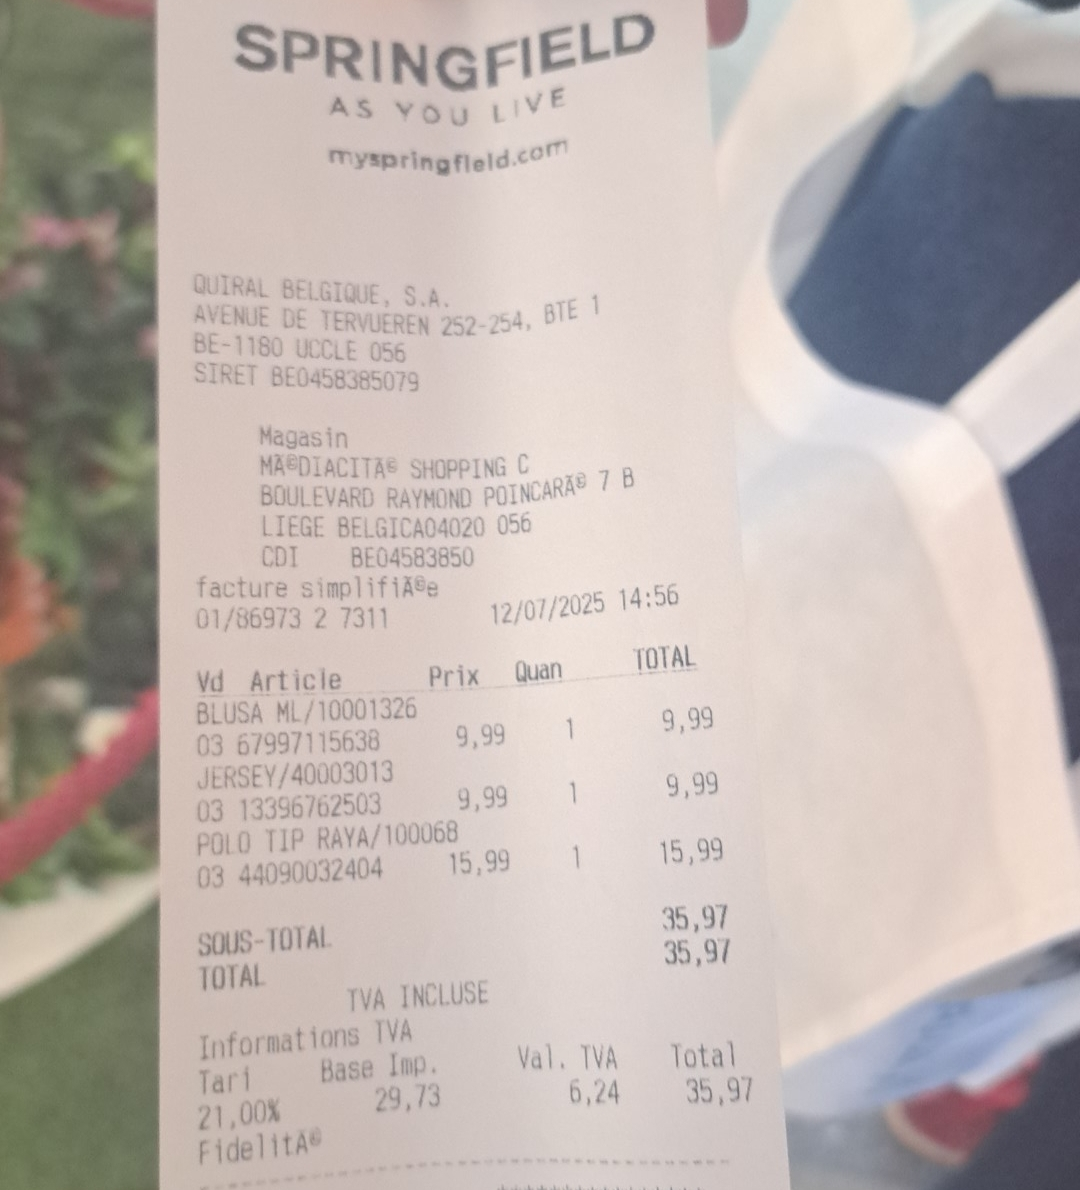 SPRINGFIELD
AS YOU LIVE
myspringfield.com
QUIRAL BELGIQUE, S.A.
AVENUE DE TERVUEREN 252-254, BTE 1
BE-1180 UCCLE 056
SIRET BE0458385079
Magasin
MÃ©DIACITÃ© SHOPPING C
BOULEVARD RAYMOND POINCARÃ© 7 B
LIEGE BELGICA04020 056
CDI BE04583850
facture simplifiÃ©e
01/86973 2 7311 12/07/2025 14:56
Vd Article Prix Quan TOTAL
BLUSA ML/10001326
03 67997115638 9,99 1 9,99
JERSEY/40003013
03 13396762503 9,99 1 9,99
POLO TIP RAYA/100068
03 44090032404 15,99 1 15,99
SOUS-TOTAL 35,97
TOTAL 35,97
TVA INCLUSE
Informations TVA
Tari Base Imp. Val. TVA Total
21,00% 29,73 6,24 35,97
FidelitÃ©